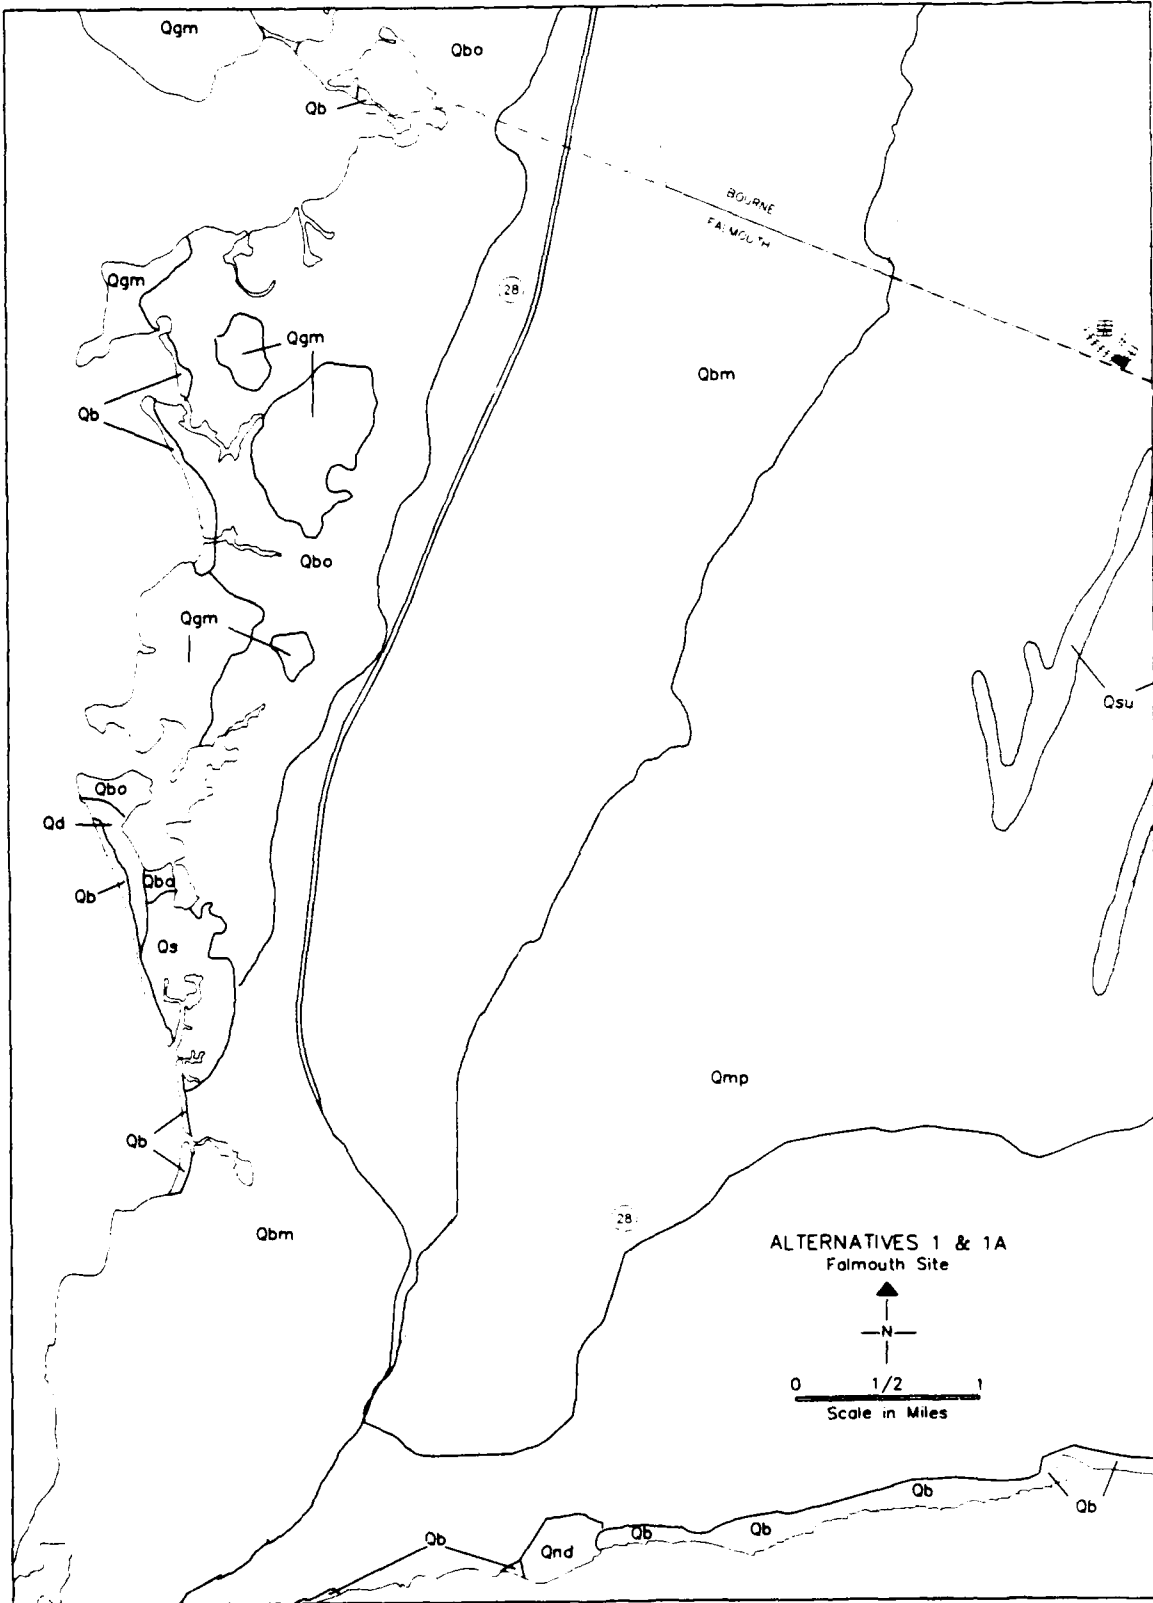 Qgm
Qbo
Qb
BOURNE
FALMOUTH
Qgm
28
Qgm
Qbm
Qb
Qbo
Qgm
Qsu
Qbo
Qd
Qb
Qbd
Qs
Qmp
Qb
28
Qbm
ALTERNATIVES 1 & 1A
Falmouth Site
N
0 1/2 1
Scale in Miles
Qb
Qb
Qb
Qb
Qb
Qnd